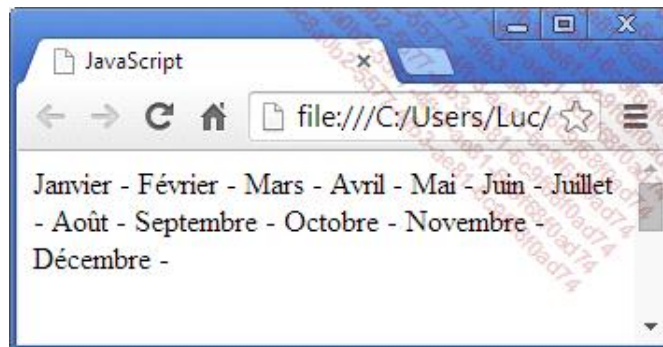 JavaScript
file:///C:/Users/Luc/
Janvier - Février - Mars - Avril - Mai - Juin - Juillet
- Août - Septembre - Octobre - Novembre -
Décembre -